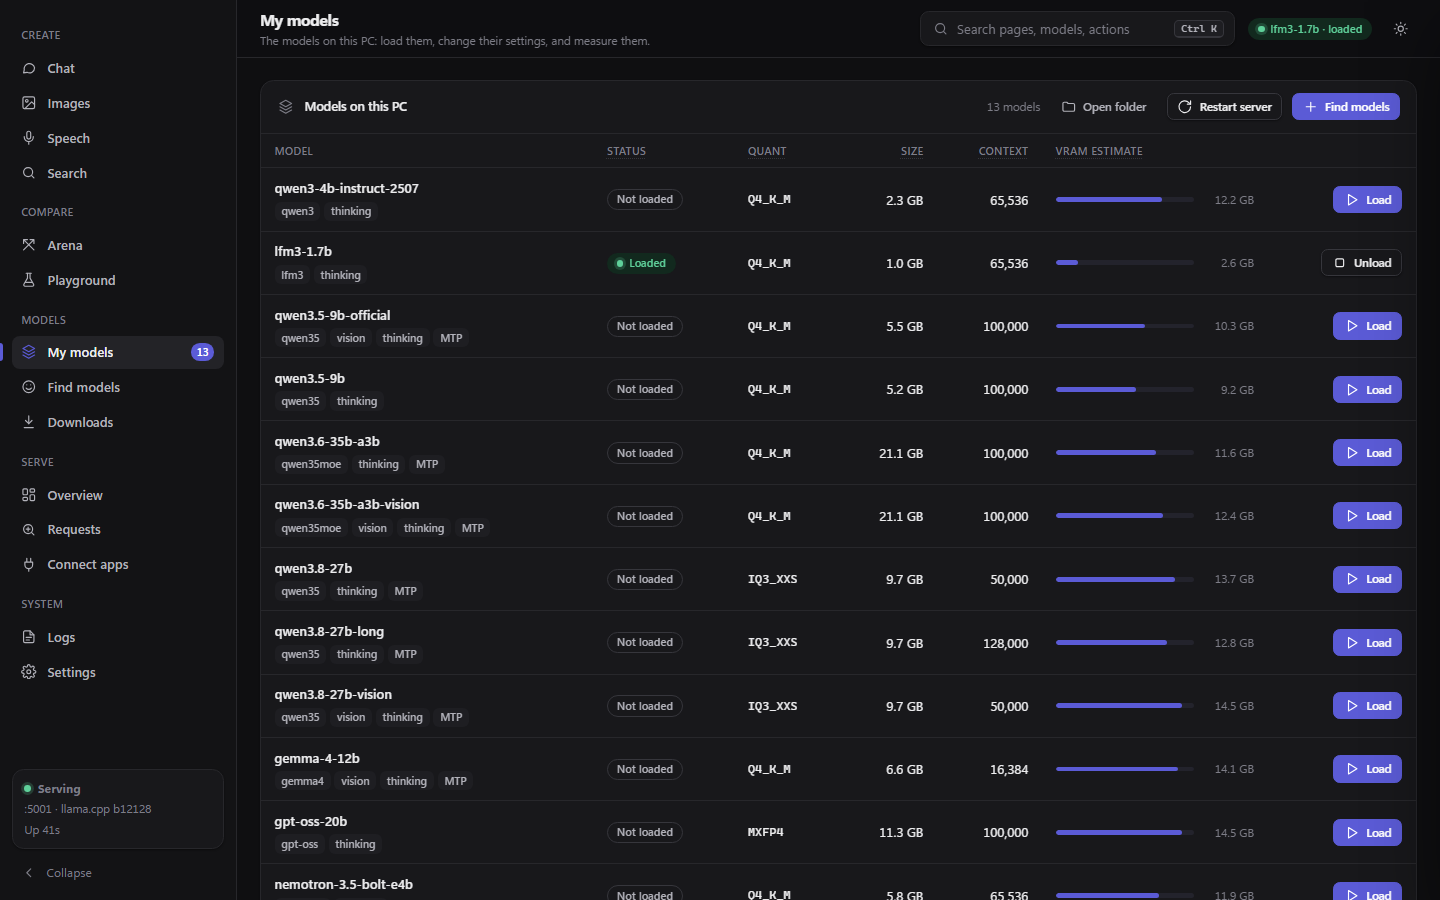 CREATE
Chat
Images
Speech
Search
COMPARE
Arena
Playground
MODELS
My models 13
Find models
Downloads
SERVE
Overview
Requests
Connect apps
SYSTEM
Logs
Settings
Serving
:5001 · llama.cpp b12128
Up 41s
Collapse
My models
The models on this PC: load them, change their settings, and measure them.
Search pages, models, actions Ctrl K
lfm3-1.7b · loaded
Models on this PC 13 models Open folder Restart server Find models
MODEL STATUS QUANT SIZE CONTEXT VRAM ESTIMATE
qwen3-4b-instruct-2507
qwen3 thinking
Not loaded Q4_K_M 2.3 GB 65,536 12.2 GB Load
lfm3-1.7b
lfm3 thinking
Loaded Q4_K_M 1.0 GB 65,536 2.6 GB Unload
qwen3.5-9b-official
qwen35 vision thinking MTP
Not loaded Q4_K_M 5.5 GB 100,000 10.3 GB Load
qwen3.5-9b
qwen35 thinking
Not loaded Q4_K_M 5.2 GB 100,000 9.2 GB Load
qwen3.6-35b-a3b
qwen35moe thinking MTP
Not loaded Q4_K_M 21.1 GB 100,000 11.6 GB Load
qwen3.6-35b-a3b-vision
qwen35moe vision thinking MTP
Not loaded Q4_K_M 21.1 GB 100,000 12.4 GB Load
qwen3.8-27b
qwen35 thinking MTP
Not loaded IQ3_XXS 9.7 GB 50,000 13.7 GB Load
qwen3.8-27b-long
qwen35 thinking MTP
Not loaded IQ3_XXS 9.7 GB 128,000 12.8 GB Load
qwen3.8-27b-vision
qwen35 vision thinking MTP
Not loaded IQ3_XXS 9.7 GB 50,000 14.5 GB Load
gemma-4-12b
gemma4 vision thinking MTP
Not loaded Q4_K_M 6.6 GB 16,384 14.1 GB Load
gpt-oss-20b
gpt-oss thinking
Not loaded MXFP4 11.3 GB 100,000 14.5 GB Load
nemotron-3.5-bolt-e4b
Not loaded Q4_K_M 5.8 GB 65,536 11.9 GB Load